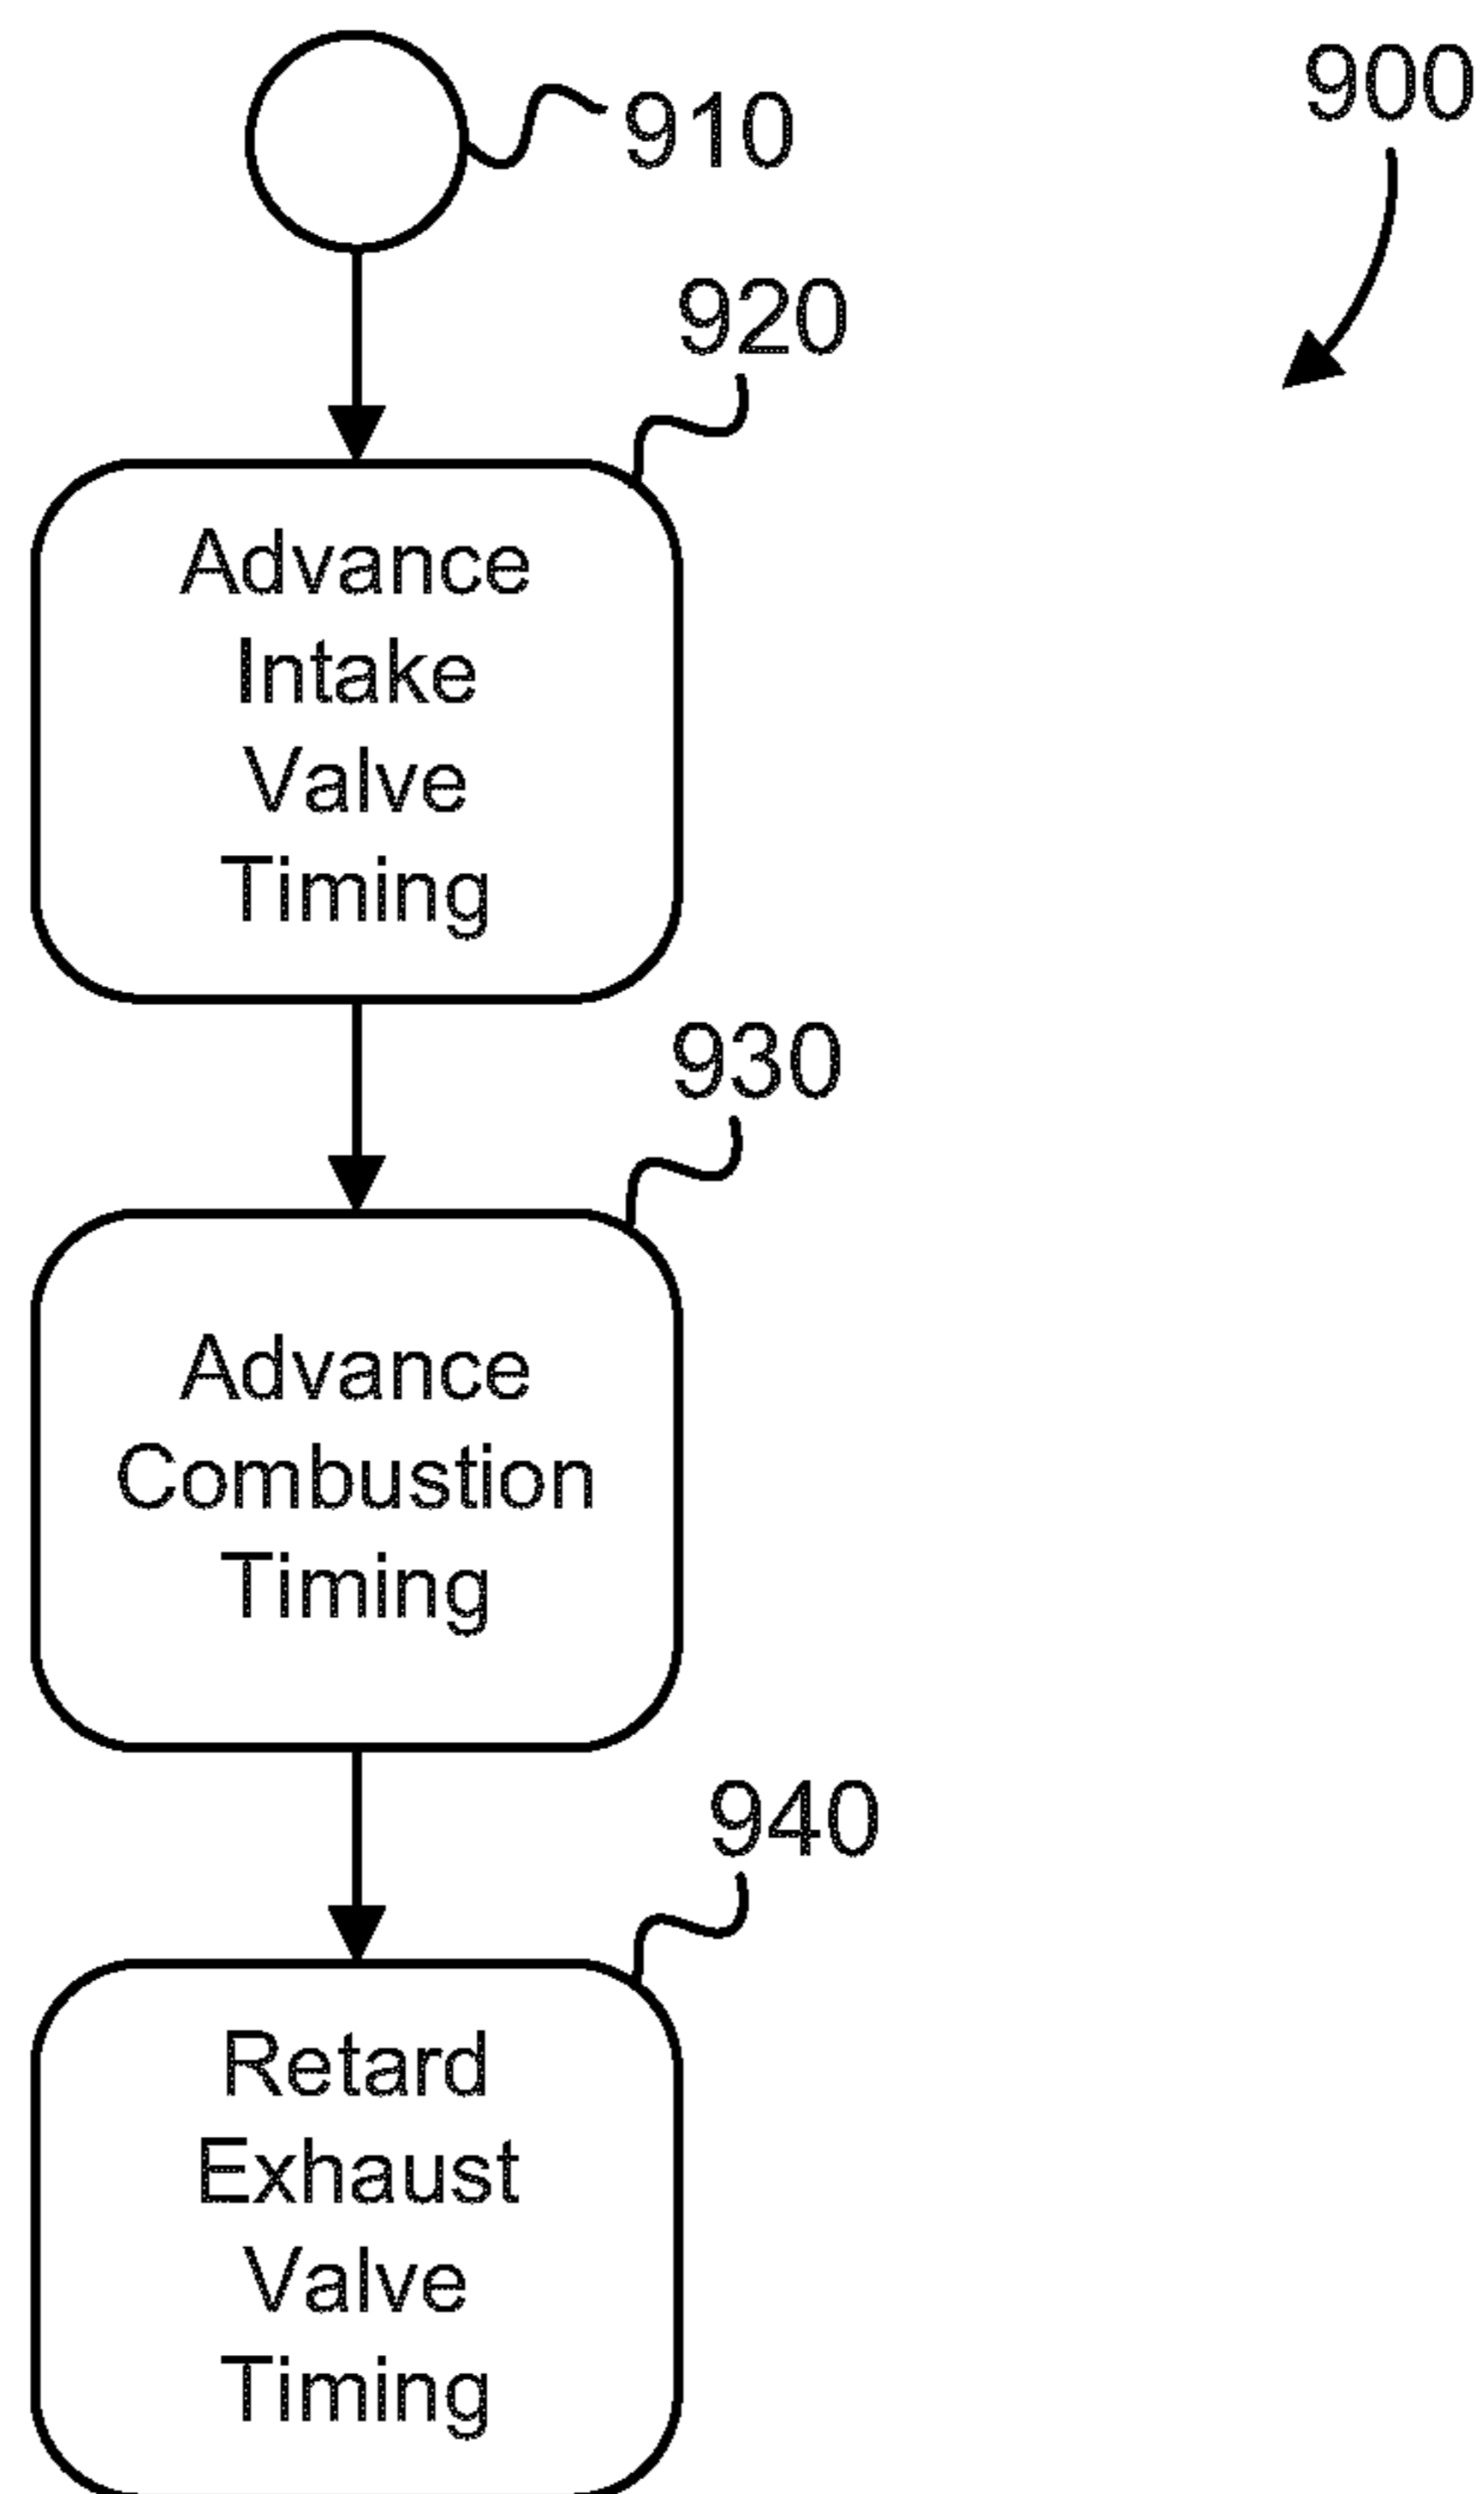 910
900
920
Advance
Intake
Valve
Timing
930
Advance
Combustion
Timing
940
Retard
Exhaust
Valve
Timing